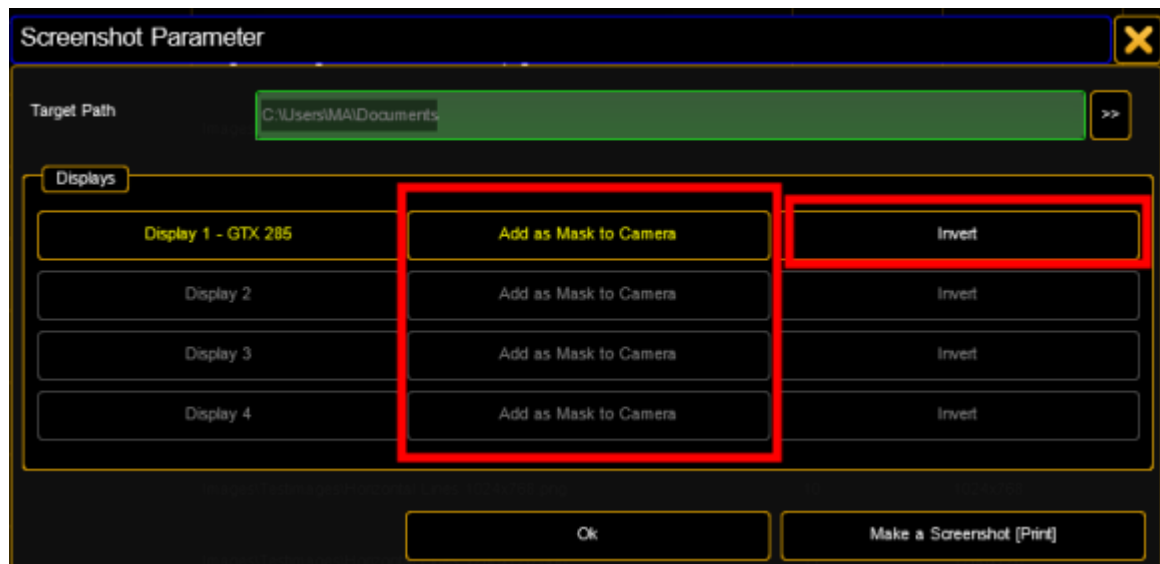 Screenshot Parameter
Target Path C:\Users\MA\Documents >>
Displays
Display 1 - GTX 285 Add as Mask to Camera Invert
Display 2 Add as Mask to Camera Invert
Display 3 Add as Mask to Camera Invert
Display 4 Add as Mask to Camera Invert
Ok Make a Screenshot [Print]